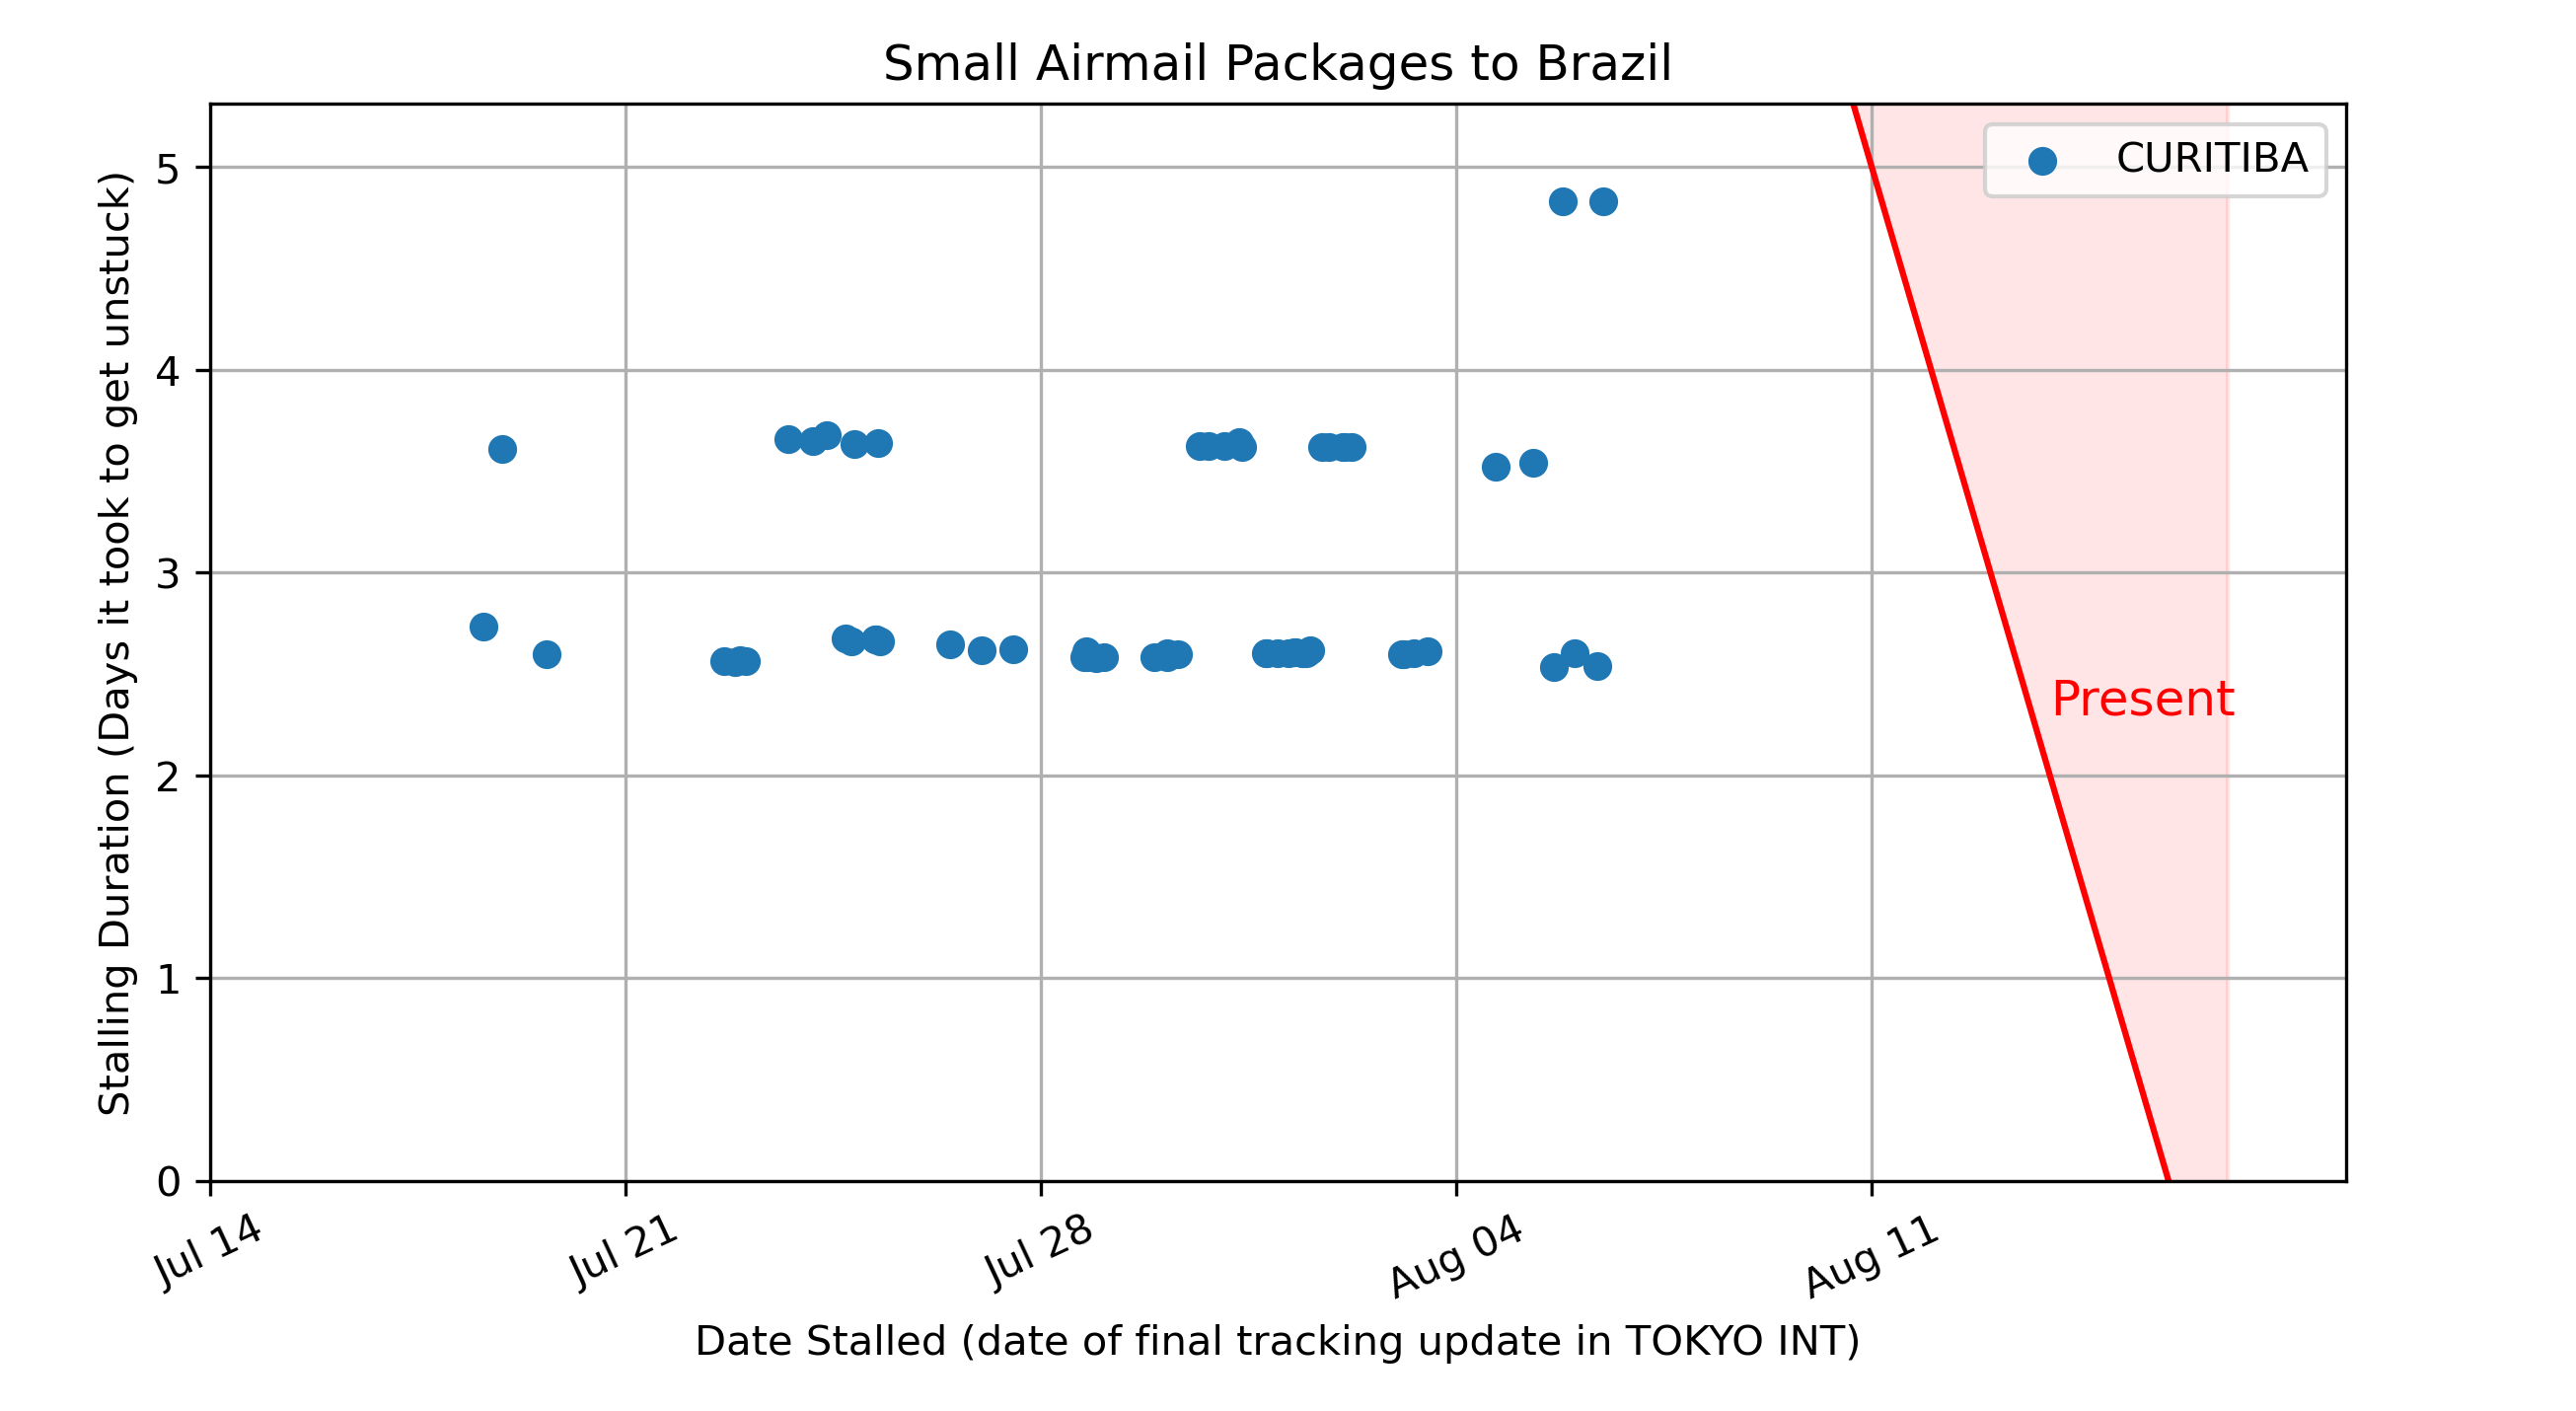 Small Airmail Packages to Brazil
CURITIBA
Stalling Duration (Days it took to get unstuck)
5
4
3
2
1
0
Present
Jul 14
Jul 21
Jul 28
Aug 04
Aug 11
Date Stalled (date of final tracking update in TOKYO INT)